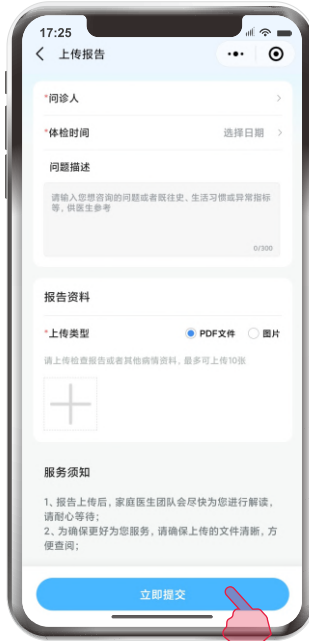 17:25
上传报告
*问诊人
*体检时间 选择日期
问题描述
请输入您想咨询的问题或者既往史、生活习惯或异常指标
等，供医生参考
0/300
报告资料
*上传类型 PDF文件 图片
请上传检查报告或者其他病情资料，最多可上传10张
服务须知
1、报告上传后，家庭医生团队会尽快为您进行解读，
请耐心等待；
2、为确保更好为您服务，请确保上传的文件清晰，方
便查阅；
立即提交